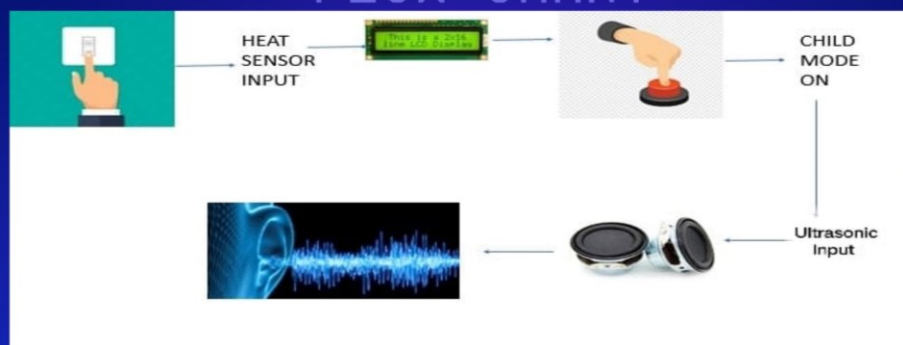 HEAT
SENSOR
INPUT
This is a 2x16
line LCD Display
CHILD
MODE
ON
Ultrasonic
Input